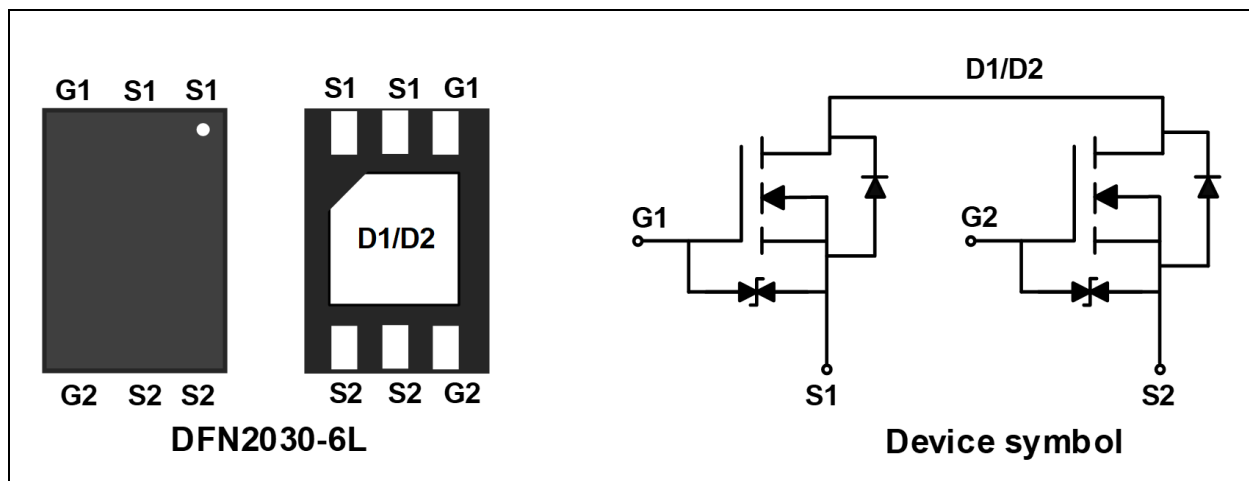 G1 S1 S1
G2 S2 S2
S1 S1 G1
D1/D2
S2 S2 G2
DFN2030-6L
D1/D2
G1
G2
S1
S2
Device symbol